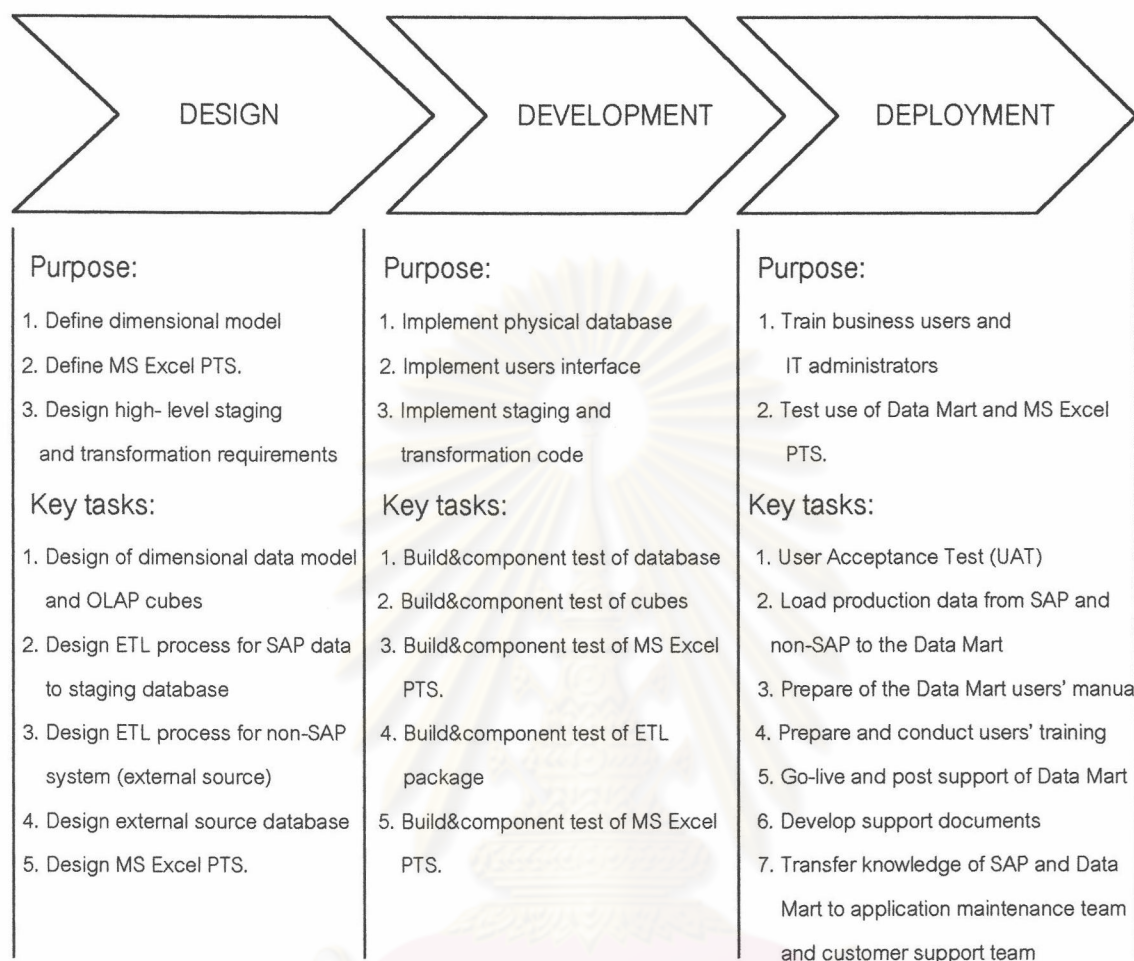 DESIGN
DEVELOPMENT
DEPLOYMENT
Purpose:
1. Define dimensional model
2. Define MS Excel PTS.
3. Design high- level staging
and transformation requirements
Key tasks:
1. Design of dimensional data model
and OLAP cubes
2. Design ETL process for SAP data
to staging database
3. Design ETL process for non-SAP
system (external source)
4. Design external source database
5. Design MS Excel PTS.
Purpose:
1. Implement physical database
2. Implement users interface
3. Implement staging and
transformation code
Key tasks:
1. Build&component test of database
2. Build&component test of cubes
3. Build&component test of MS Excel
PTS.
4. Build&component test of ETL
package
5. Build&component test of MS Excel
PTS.
Purpose:
1. Train business users and
IT administrators
2. Test use of Data Mart and MS Excel
PTS.
Key tasks:
1. User Acceptance Test (UAT)
2. Load production data from SAP and
non-SAP to the Data Mart
3. Prepare of the Data Mart users' manua
4. Prepare and conduct users' training
5. Go-live and post support of Data Mart
6. Develop support documents
7. Transfer knowledge of SAP and Data
Mart to application maintenance team
and customer support team